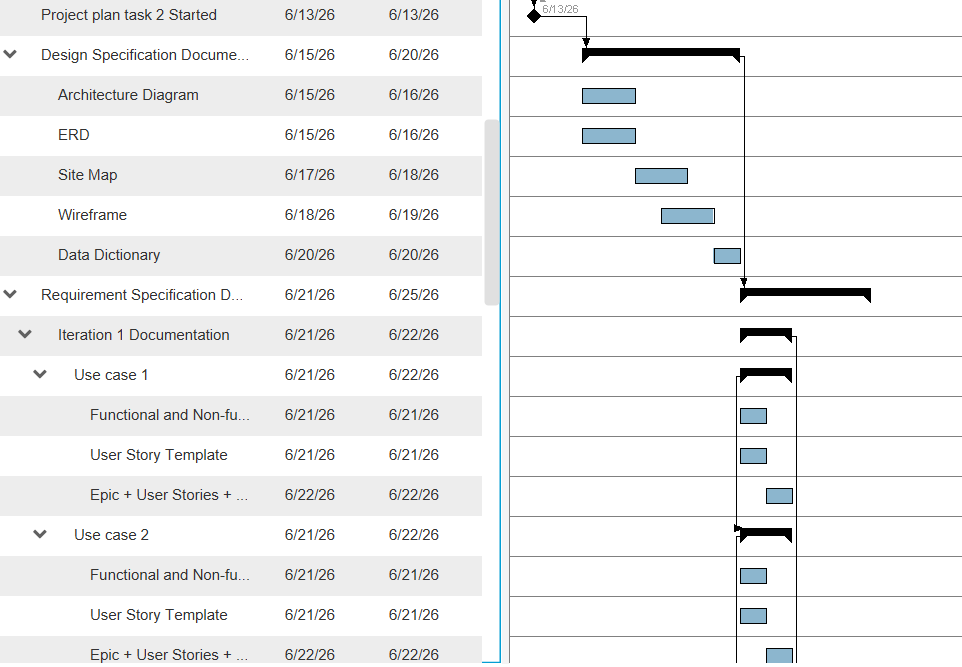 Project plan task 2 Started 6/13/26 6/13/26 6/13/26
Design Specification Docume... 6/15/26 6/20/26
Architecture Diagram 6/15/26 6/16/26
ERD 6/15/26 6/16/26
Site Map 6/17/26 6/18/26
Wireframe 6/18/26 6/19/26
Data Dictionary 6/20/26 6/20/26
Requirement Specification D... 6/21/26 6/25/26
Iteration 1 Documentation 6/21/26 6/22/26
Use case 1 6/21/26 6/22/26
Functional and Non-fu... 6/21/26 6/21/26
User Story Template 6/21/26 6/21/26
Epic + User Stories + ... 6/22/26 6/22/26
Use case 2 6/21/26 6/22/26
Functional and Non-fu... 6/21/26 6/21/26
User Story Template 6/21/26 6/21/26
Epic + User Stories + ... 6/22/26 6/22/26